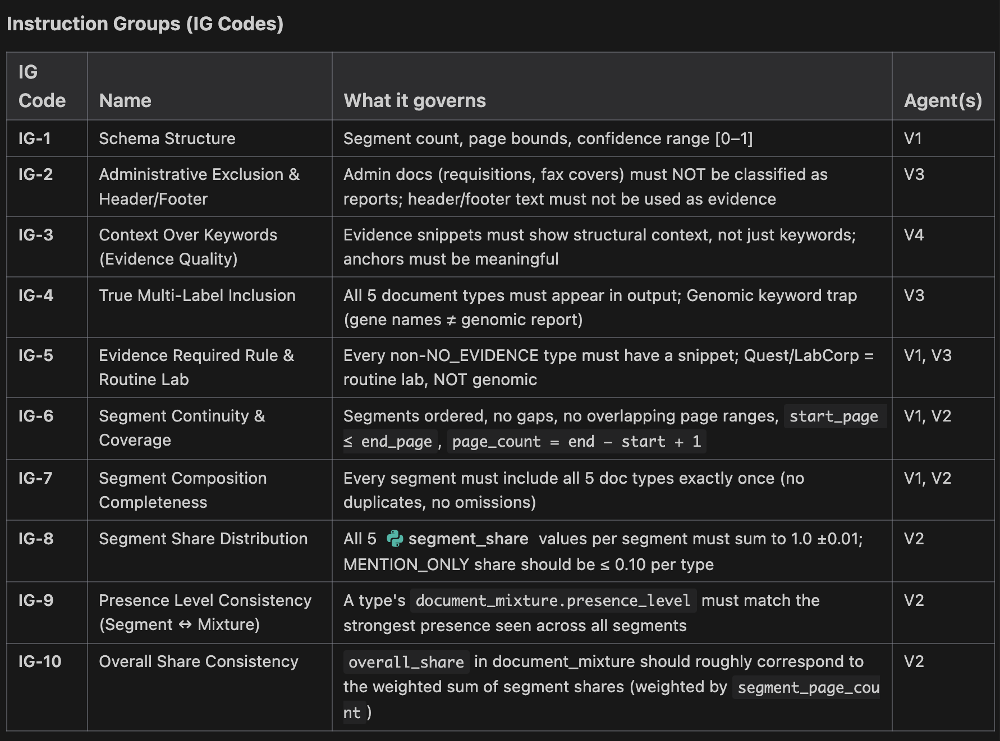 Instruction Groups (IG Codes)
IG
Code
Name
What it governs
Agent(s)
IG-1
Schema Structure
Segment count, page bounds, confidence range [0–1]
V1
IG-2
Administrative Exclusion &
Header/Footer
Admin docs (requisitions, fax covers) must NOT be classified as
reports; header/footer text must not be used as evidence
V3
IG-3
Context Over Keywords
(Evidence Quality)
Evidence snippets must show structural context, not just keywords;
anchors must be meaningful
V4
IG-4
True Multi-Label Inclusion
All 5 document types must appear in output; Genomic keyword trap
(gene names ≠ genomic report)
V3
IG-5
Evidence Required Rule &
Routine Lab
Every non-NO_EVIDENCE type must have a snippet; Quest/LabCorp =
routine lab, NOT genomic
V1, V3
IG-6
Segment Continuity &
Coverage
Segments ordered, no gaps, no overlapping page ranges, start_page
≤ end_page, page_count = end − start + 1
V1, V2
IG-7
Segment Composition
Completeness
Every segment must include all 5 doc types exactly once (no
duplicates, no omissions)
V1, V2
IG-8
Segment Share Distribution
All 5 segment_share values per segment must sum to 1.0 ±0.01;
MENTION_ONLY share should be ≤ 0.10 per type
V2
IG-9
Presence Level Consistency
(Segment ↔ Mixture)
A type's document_mixture.presence_level must match the
strongest presence seen across all segments
V2
IG-10
Overall Share Consistency
overall_share in document_mixture should roughly correspond to
the weighted sum of segment shares (weighted by segment_page_cou
nt)
V2